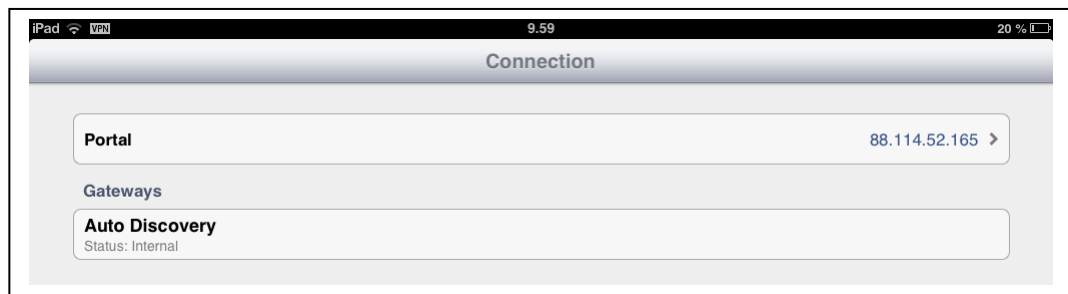 iPad VPN 9.59 20 %
Connection
Portal 88.114.52.165
Gateways
Auto Discovery
Status: Internal